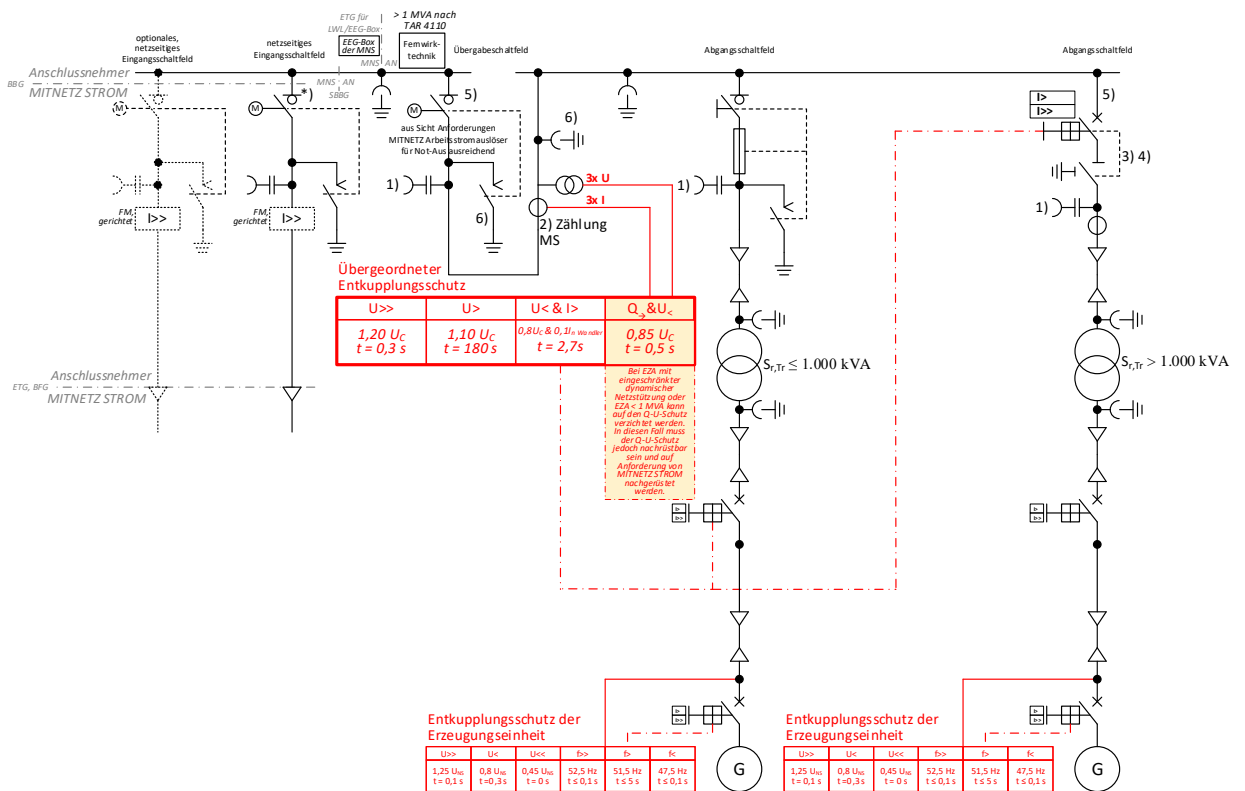 optionales,
netzseitiges
Eingangsschaltfeld
netzseitiges
Eingangsschaltfeld
ETG für
LWL/EEG-Box
EEG-Box
der MNS
MNS AN
> 1 MVA nach
TAR 4110
Fernwirk-
technik
Übergabeschaltfeld
Abgangsschaltfeld
Abgangsschaltfeld
Anschlussnehmer
BBG
MITNETZ STROM
MNS AN
SBBG
M
M
*)
M
5)
aus Sicht Anforderungen
MITNETZ Arbeitsstromauslöser
für Not-Aus ausreichend
6)
5)
I>
I>>
3) 4)
1)
6)
1)
1)
FM,
gerichtet
I>>
FM,
gerichtet
I>>
3x U
3x I
2) Zählung
MS
Übergeordneter
Entkupplungsschutz
U>> U> U< & I> Q→&U<
1,20 UC 1,10 UC 0,8UC & 0,1In Wandler 0,85 UC
t = 0,3 s t = 180 s t = 2,7s t = 0,5 s
Bei EZA mit
eingeschränkter
dynamischer
Netzstützung oder
EZA < 1 MVA kann
auf den Q-U-Schutz
verzichtet werden.
In diesen Fall muss
der Q-U-Schutz
jedoch nachrüstbar
sein und auf
Anforderung von
MITNETZ STROM
nachgerüstet
werden.
Anschlussnehmer
ETG, BFG
MITNETZ STROM
Sr,Tr ≤ 1.000 kVA
Sr,Tr > 1.000 kVA
I>
I>>
I>
I>>
I>
I>>
I>
I>>
Entkupplungsschutz der
Erzeugungseinheit
U>> U< U<< f>> f> f<
1,25 UNS 0,8 UNS 0,45 UNS 52,5 Hz 51,5 Hz 47,5 Hz
t = 0,1 s t =0,3 s t = 0 s t ≤ 0,1 s t ≤ 5 s t ≤ 0,1 s
G
Entkupplungsschutz der
Erzeugungseinheit
U>> U< U<< f>> f> f<
1,25 UNS 0,8 UNS 0,45 UNS 52,5 Hz 51,5 Hz 47,5 Hz
t = 0,1 s t =0,3 s t = 0 s t ≤ 0,1 s t ≤ 5 s t ≤ 0,1 s
G